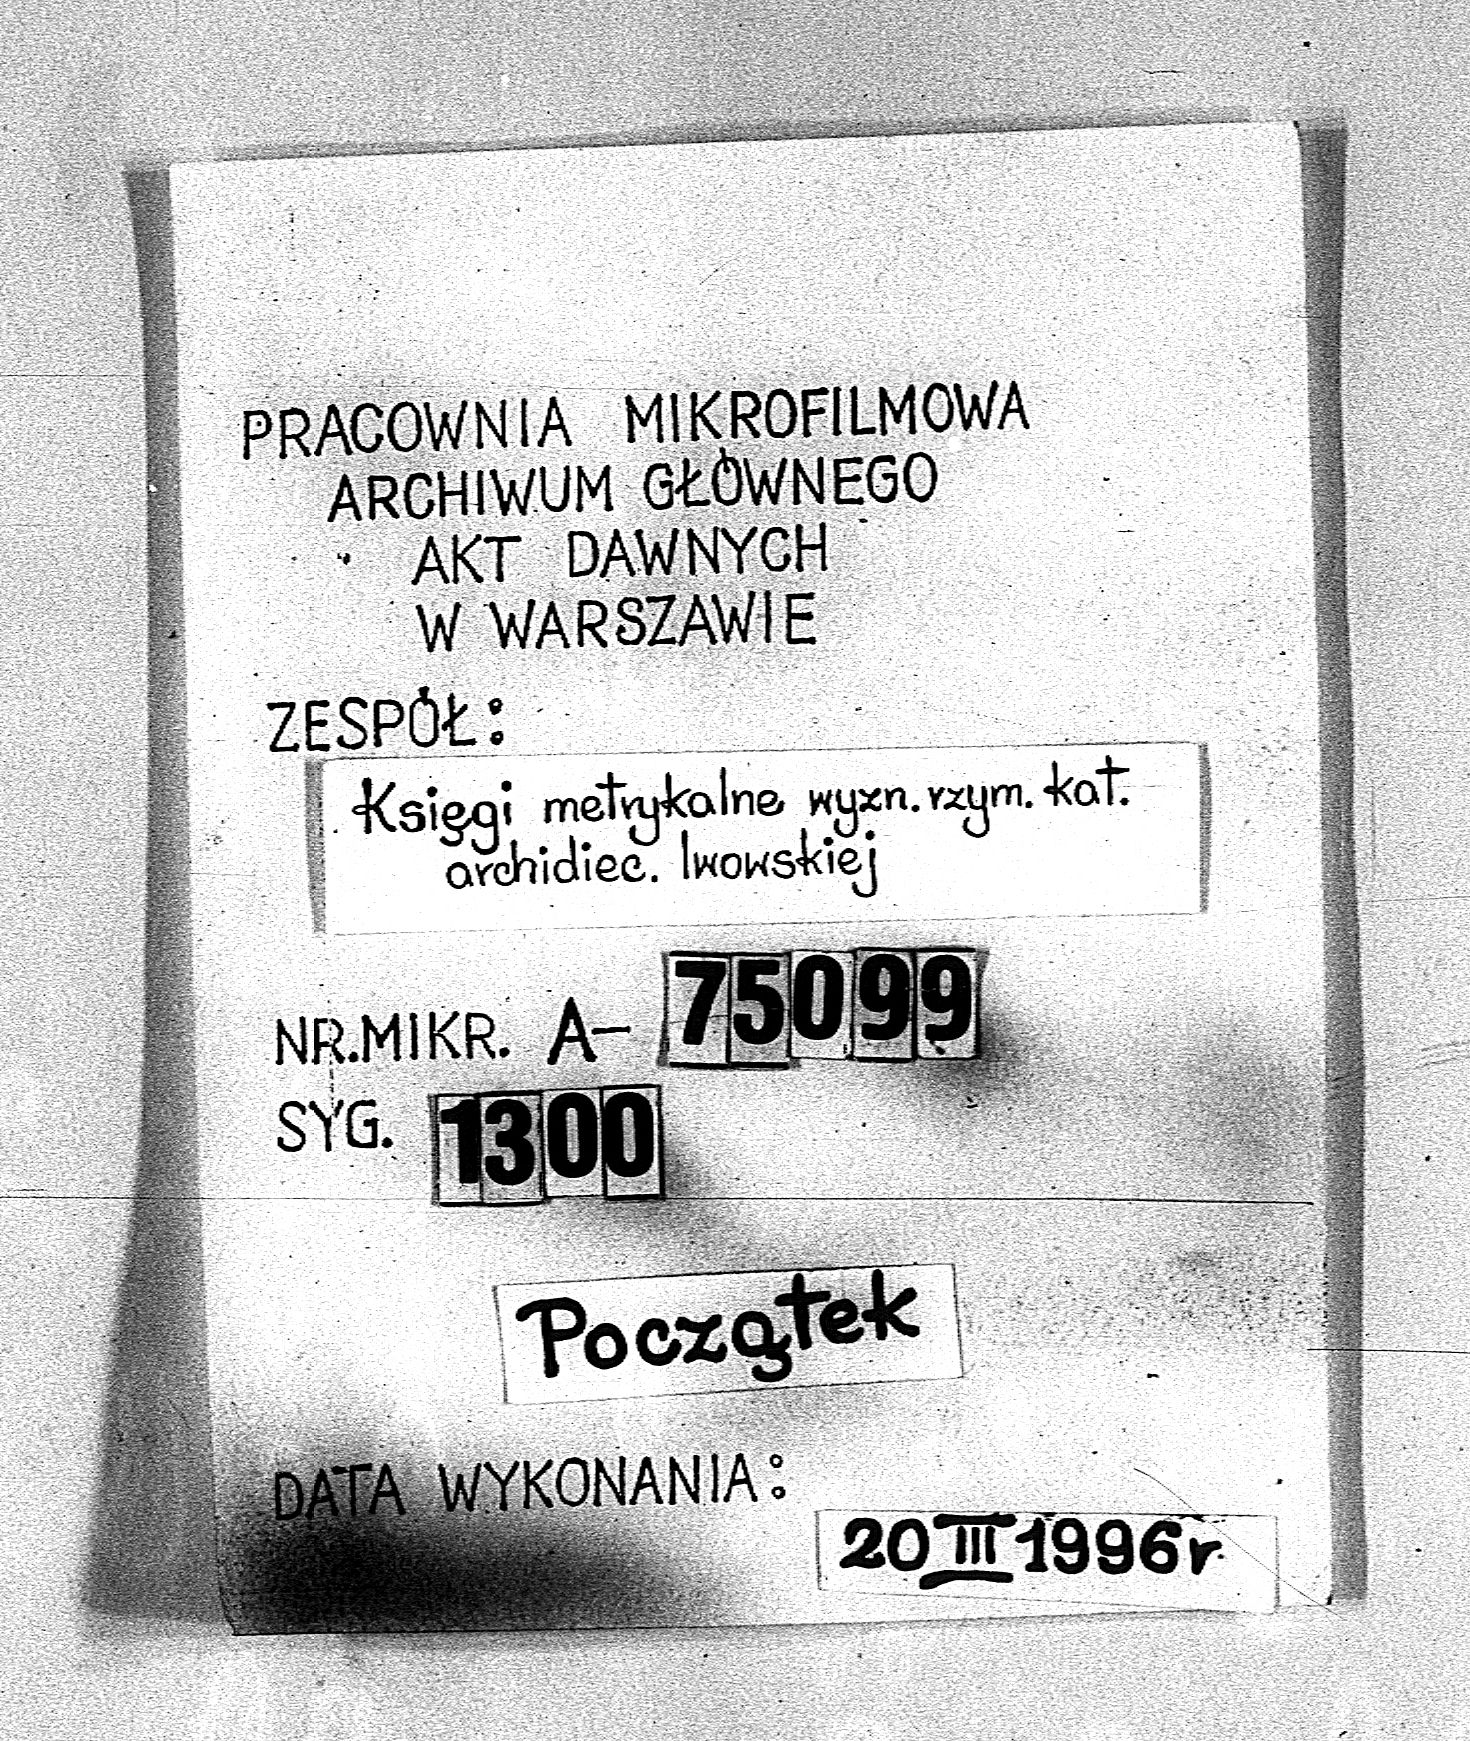 PRACOWNIA MIKROFILMOWA
ARCHIWUM GŁÓWNEGO
AKT DAWNYCH
W WARSZAWIE
ZESPÓŁ:
Księgi metrykalne wyzn. rzym. kat.
archidiec. lwowskiej
NR.MIKR. A- 75099
SYG. 1300
Początek
DATA WYKONANIA:
20 III 1996 r.